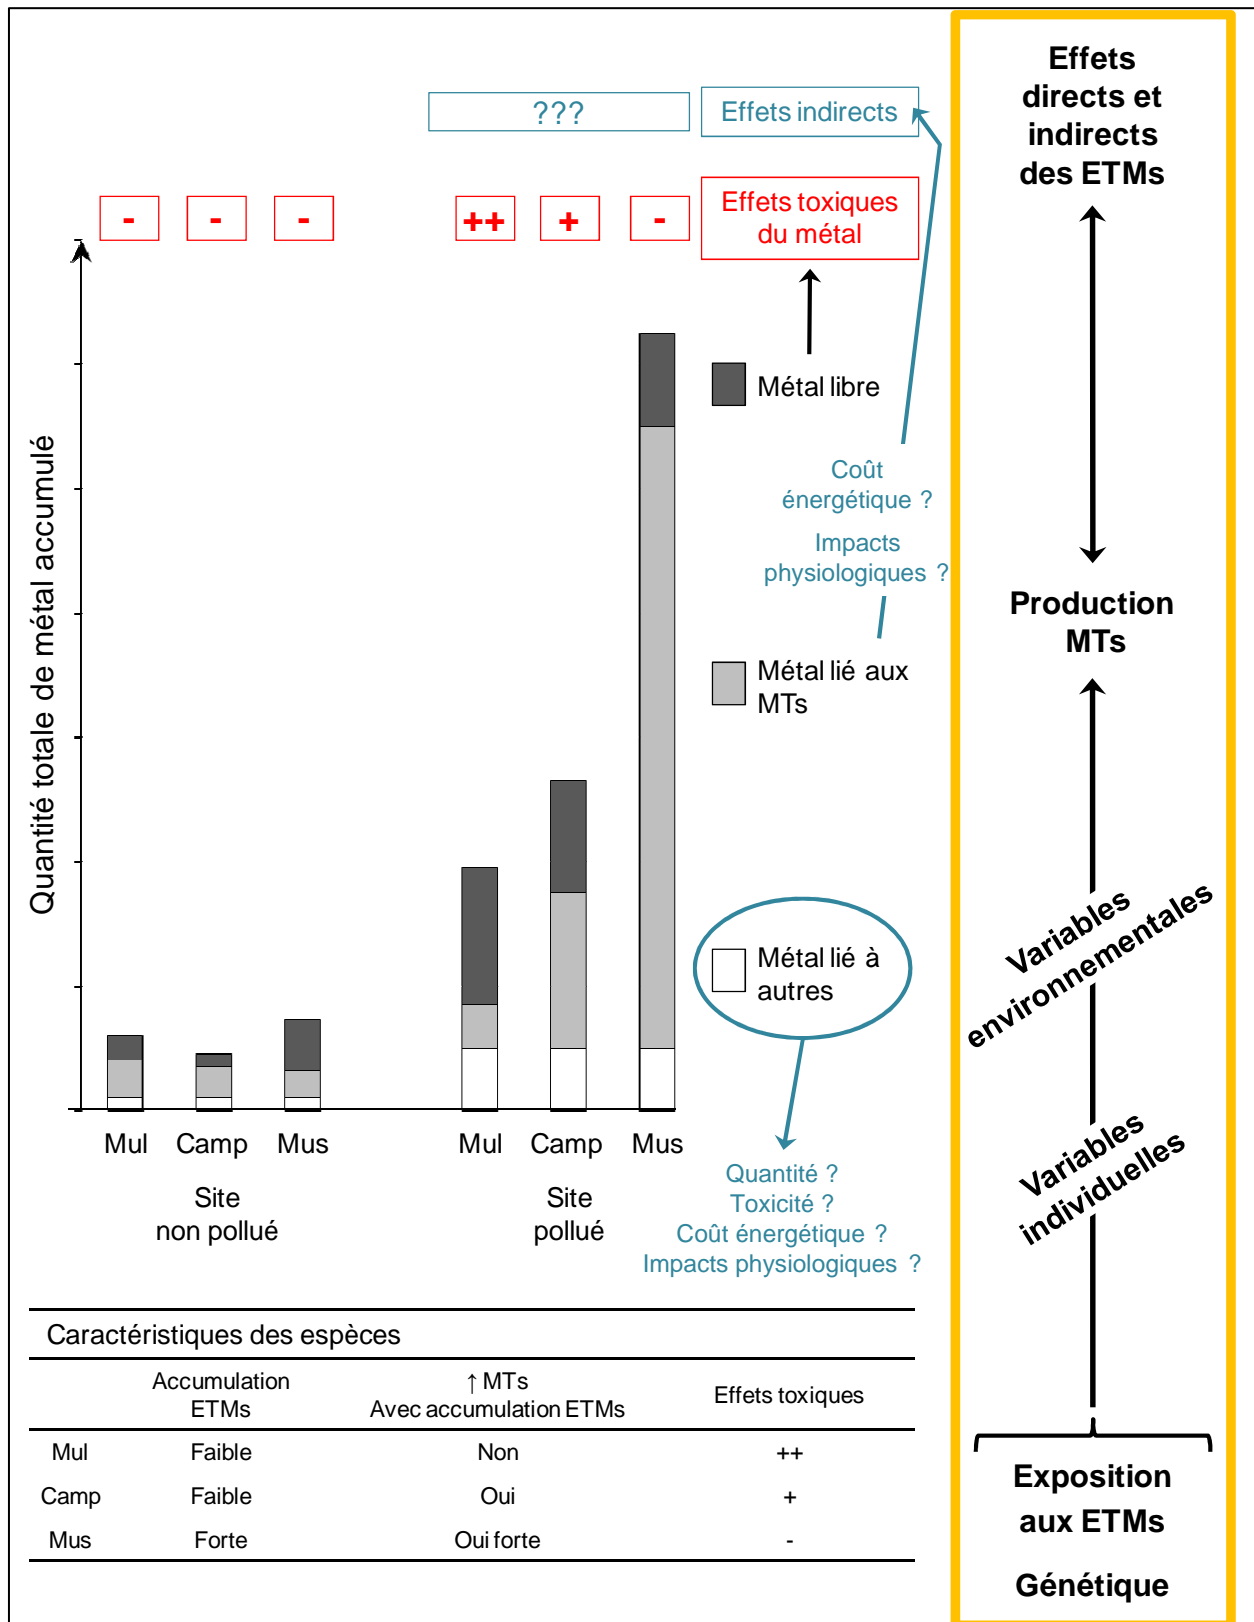 ???
Effets indirects
-
-
-
++
+
-
Effets toxiques
du métal
Quantité totale de métal accumulé
Métal libre
Coût
énergétique ?
Impacts
physiologiques ?
Métal lié aux
MTs
Métal lié à
autres
Mul Camp Mus
Site
non pollué
Mul Camp Mus
Site
pollué
Quantité ?
Toxicité ?
Coût énergétique ?
Impacts physiologiques ?
Caractéristiques des espèces
Accumulation
ETMs
↑ MTs
Avec accumulation ETMs
Effets toxiques
Mul Faible Non ++
Camp Faible Oui +
Mus Forte Oui forte -
Effets
directs et
indirects
des ETMs
Production
MTs
Variables
environnementales
Variables
individuelles
Exposition
aux ETMs
Génétique